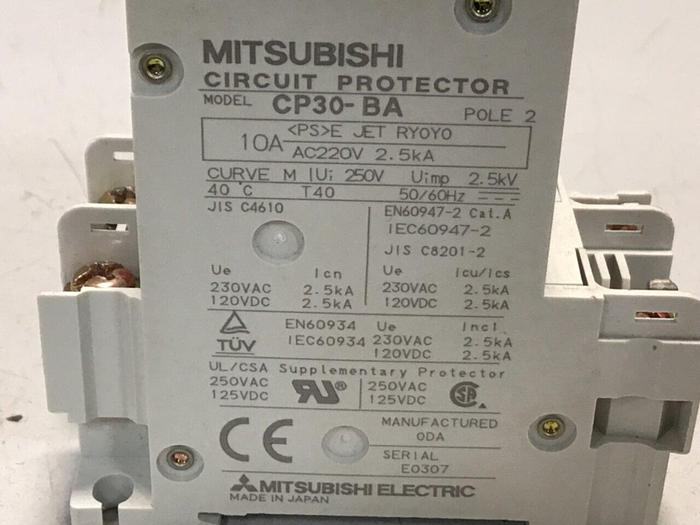 MITSUBISHI
CIRCUIT PROTECTOR
MODEL CP30-BA POLE 2
10A <PS>E JET RYOYO
AC220V 2.5kA
CURVE M Ui 250V Uimp 2.5kV
40 °C T40 50/60Hz
JIS C4610 EN60947-2 Cat.A
IEC60947-2
JIS C8201-2
Ue Icn Ue Icu/Ics
230VAC 2.5kA 230VAC 2.5kA
120VDC 2.5kA 120VDC 2.5kA
TÜV EN60934 Ue Incl.
IEC60934 230VAC 2.5kA
120VDC 2.5kA
UL/CSA Supplementary Protector
250VAC RU® 250VAC SA
125VDC 125VDC
CE MANUFACTURED
0DA
SERIAL
E0307
MITSUBISHI ELECTRIC
MADE IN JAPAN